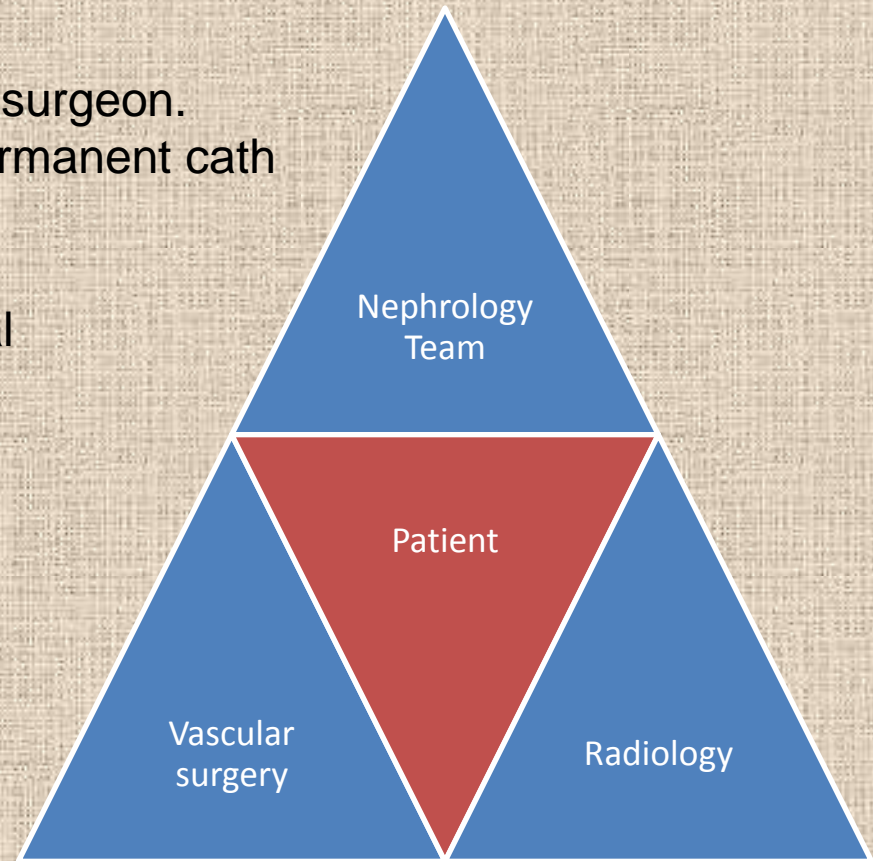 surgeon.
rmanent cath
l
Nephrology
Team
Patient
Vascular
surgery
Radiology